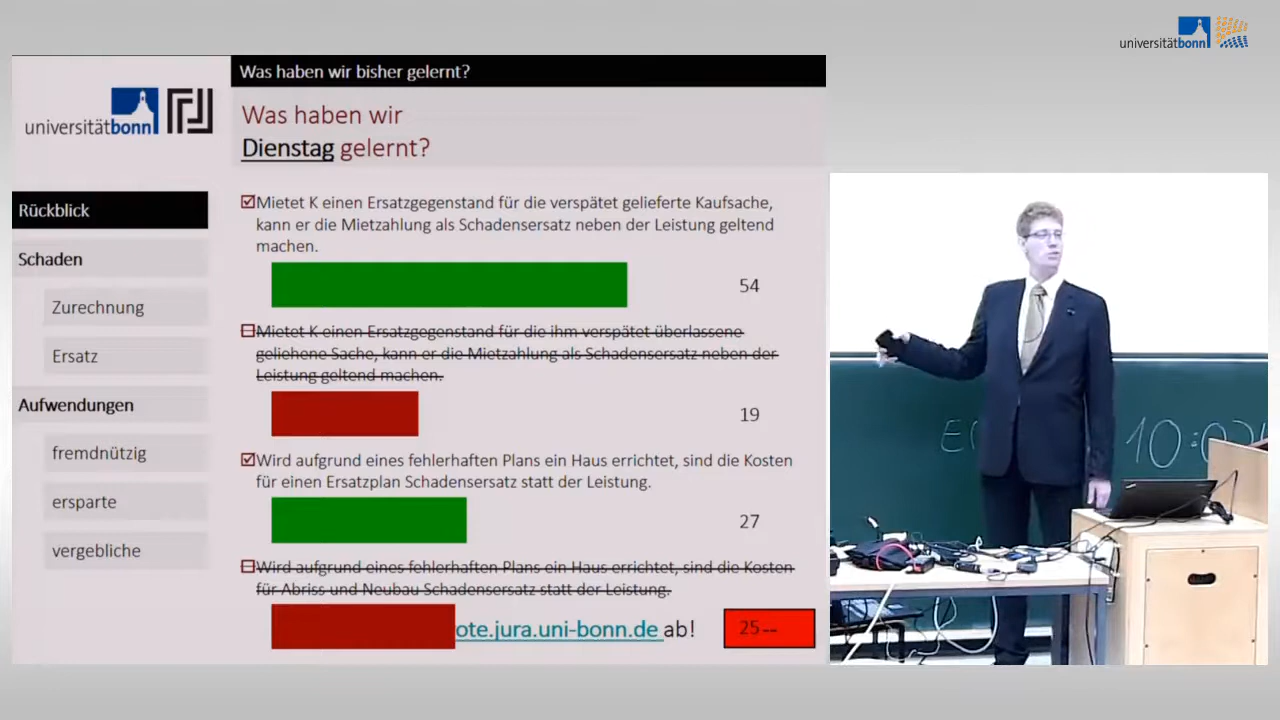 universitätbonn
Was haben wir bisher gelernt?
universitätbonn
Was haben wir
Dienstag gelernt?
Rückblick
Schaden
Zurechnung
Ersatz
Aufwendungen
fremdnützig
ersparte
vergebliche
Mietet K einen Ersatzgegenstand für die verspätet gelieferte Kaufsache,
kann er die Mietzahlung als Schadensersatz neben der Leistung geltend
machen.
54
Mietet K einen Ersatzgegenstand für die ihm verspätet überlassene
geliehene Sache, kann er die Mietzahlung als Schadensersatz neben der
Leistung geltend machen.
19
Wird aufgrund eines fehlerhaften Plans ein Haus errichtet, sind die Kosten
für einen Ersatzplan Schadensersatz statt der Leistung.
27
Wird aufgrund eines fehlerhaften Plans ein Haus errichtet, sind die Kosten
für Abriss und Neubau Schadensersatz statt der Leistung.
ote.jura.uni-bonn.de ab!
25--